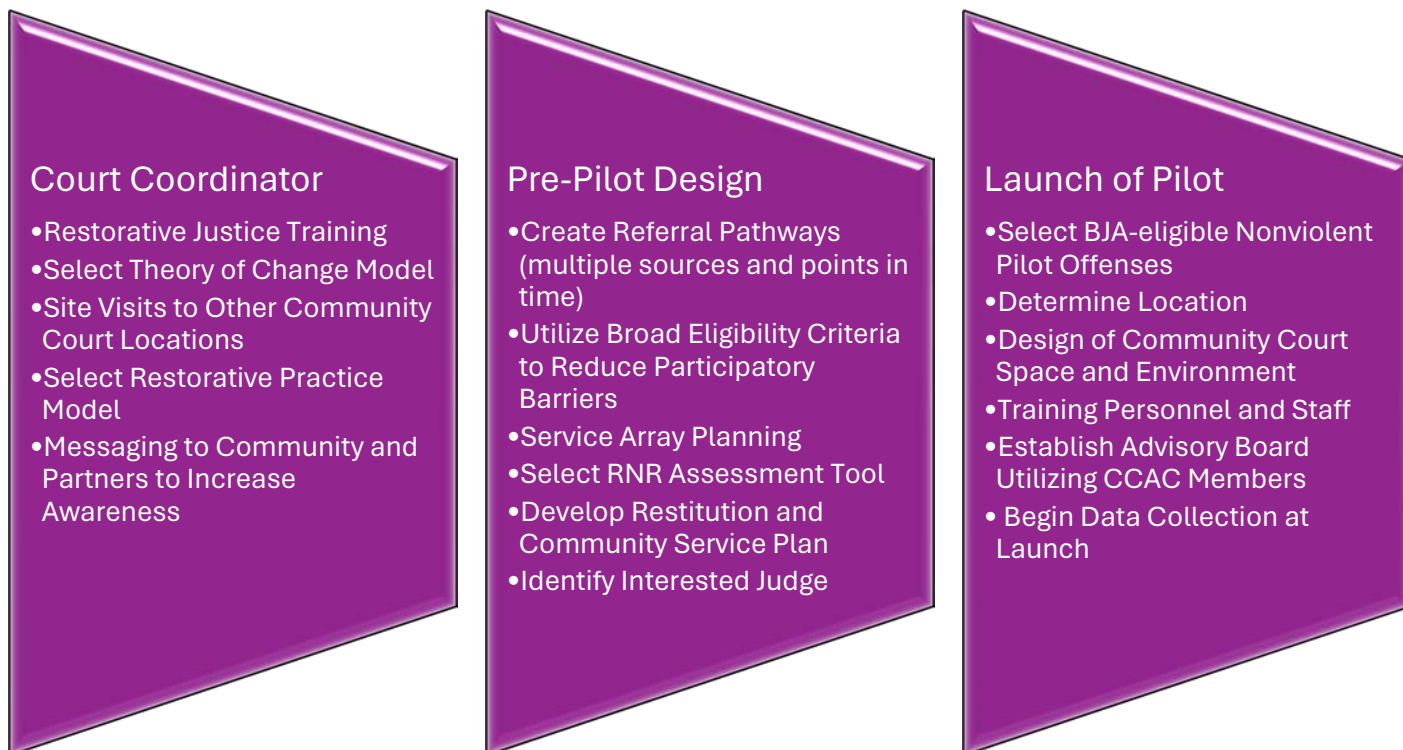 Court Coordinator
•Restorative Justice Training
•Select Theory of Change Model
•Site Visits to Other Community
Court Locations
•Select Restorative Practice
Model
•Messaging to Community and
Partners to Increase
Awareness
Pre-Pilot Design
•Create Referral Pathways
(multiple sources and points in
time)
•Utilize Broad Eligibility Criteria
to Reduce Participatory
Barriers
•Service Array Planning
•Select RNR Assessment Tool
•Develop Restitution and
Community Service Plan
•Identify Interested Judge
Launch of Pilot
•Select BJA-eligible Nonviolent
Pilot Offenses
•Determine Location
•Design of Community Court
Space and Environment
•Training Personnel and Staff
•Establish Advisory Board
Utilizing CCAC Members
• Begin Data Collection at
Launch